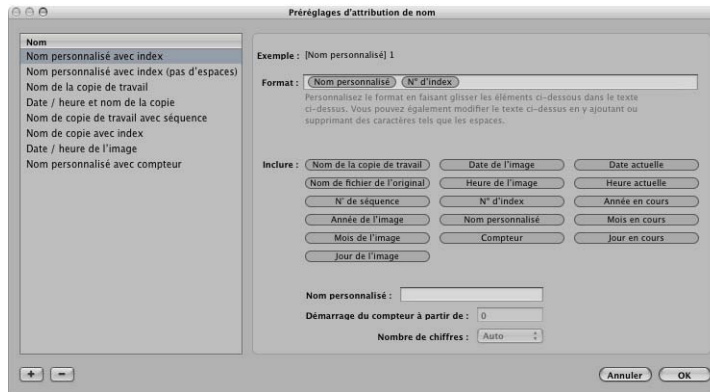 Préréglages d'attribution de nom
Nom
Nom personnalisé avec index
Nom personnalisé avec index (pas d'espaces)
Nom de la copie de travail
Date / heure et nom de la copie
Nom de copie de travail avec séquence
Nom de copie avec index
Date / heure de l'image
Nom personnalisé avec compteur
Exemple : [Nom personnalisé] 1
Format : Nom personnalisé N° d'index
Personnalisez le format en faisant glisser les éléments ci-dessous dans le texte
ci-dessus. Vous pouvez également modifier le texte ci-dessus en y ajoutant ou
supprimant des caractères tels que les espaces.
Inclure : Nom de la copie de travail Date de l'image Date actuelle
Nom de fichier de l'original Heure de l'image Heure actuelle
N° de séquence N° d'index Année en cours
Année de l'image Nom personnalisé Mois en cours
Mois de l'image Compteur Jour en cours
Jour de l'image
Nom personnalisé :
Démarrage du compteur à partir de : 0
Nombre de chiffres : Auto
+ − Annuler OK